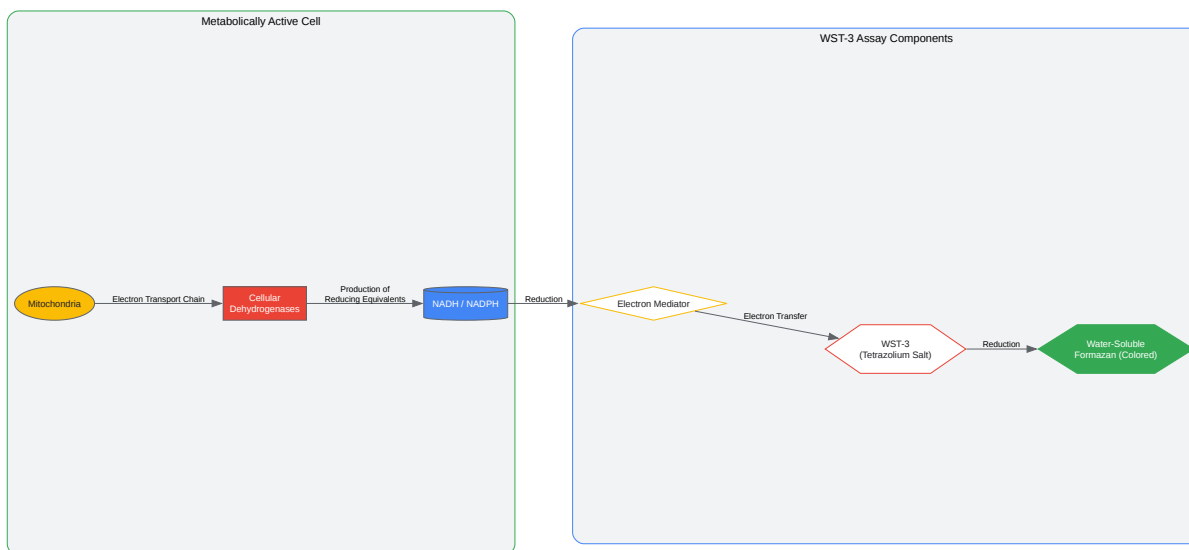 Metabolically Active Cell
WST-3 Assay Components
Mitochondria
Electron Transport Chain
Cellular
Dehydrogenases
Production of
Reducing Equivalents
NADH / NADPH
Reduction
Electron Mediator
Electron Transfer
WST-3
(Tetrazolium Salt)
Reduction
Water-Soluble
Formazan (Colored)